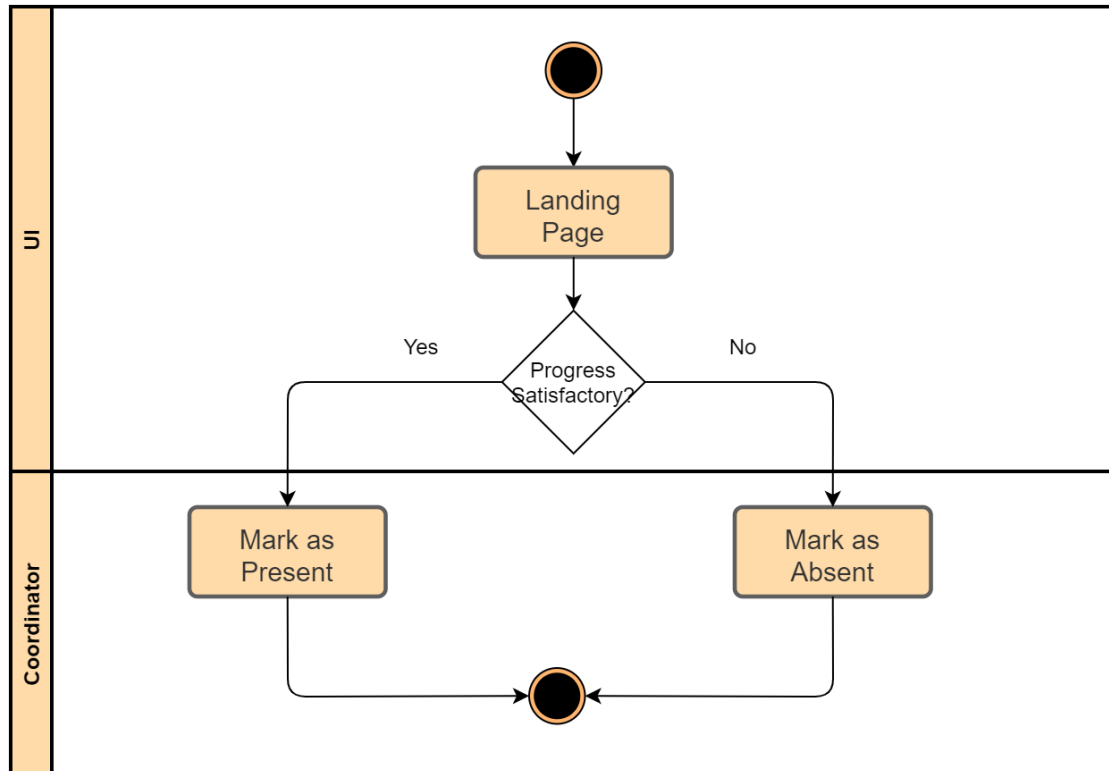 UI
Landing
Page
Yes
No
Progress
Satisfactory?
Coordinator
Mark as
Present
Mark as
Absent